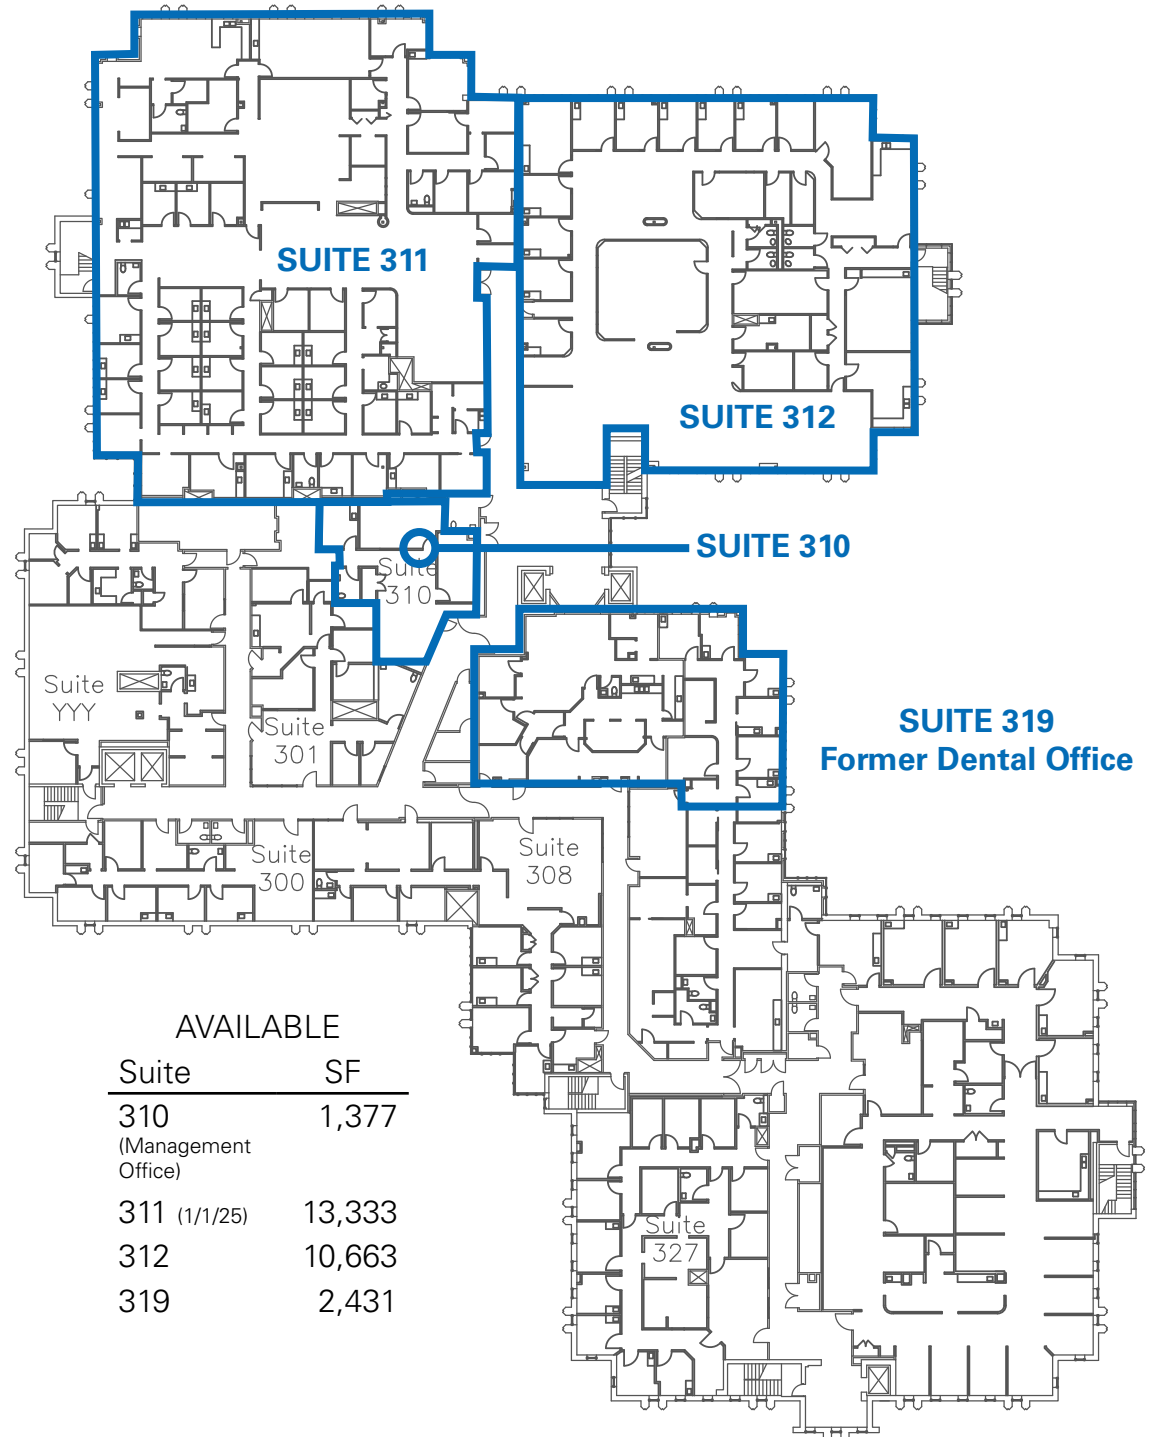 SUITE 311
SUITE 312
SUITE 310
Suite
310
Suite
YYY
Suite
301
SUITE 319
Former Dental Office
Suite
300
Suite
308
AVAILABLE
Suite SF
310 1,377
(Management
Office)
311 (1/1/25) 13,333
312 10,663
319 2,431
Suite
327